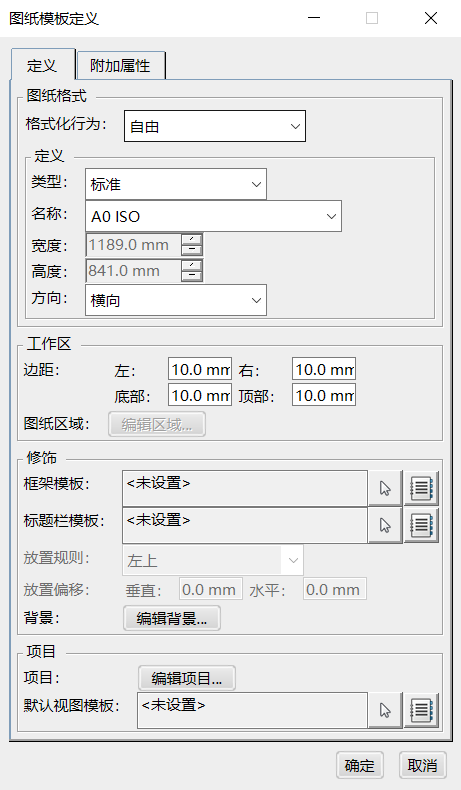 图纸模板定义
定义 附加属性
图纸格式
格式化行为: 自由
定义
类型: 标准
名称: A0 ISO
宽度: 1189.0 mm
高度: 841.0 mm
方向: 横向
工作区
边距: 左: 10.0 mm 右: 10.0 mm
底部: 10.0 mm 顶部: 10.0 mm
图纸区域: 编辑区域...
修饰
框架模板: <未设置>
标题栏模板: <未设置>
放置规则: 左上
放置偏移: 垂直: 0.0 mm 水平: 0.0 mm
背景: 编辑背景...
项目
项目: 编辑项目...
默认视图模板: <未设置>
确定 取消